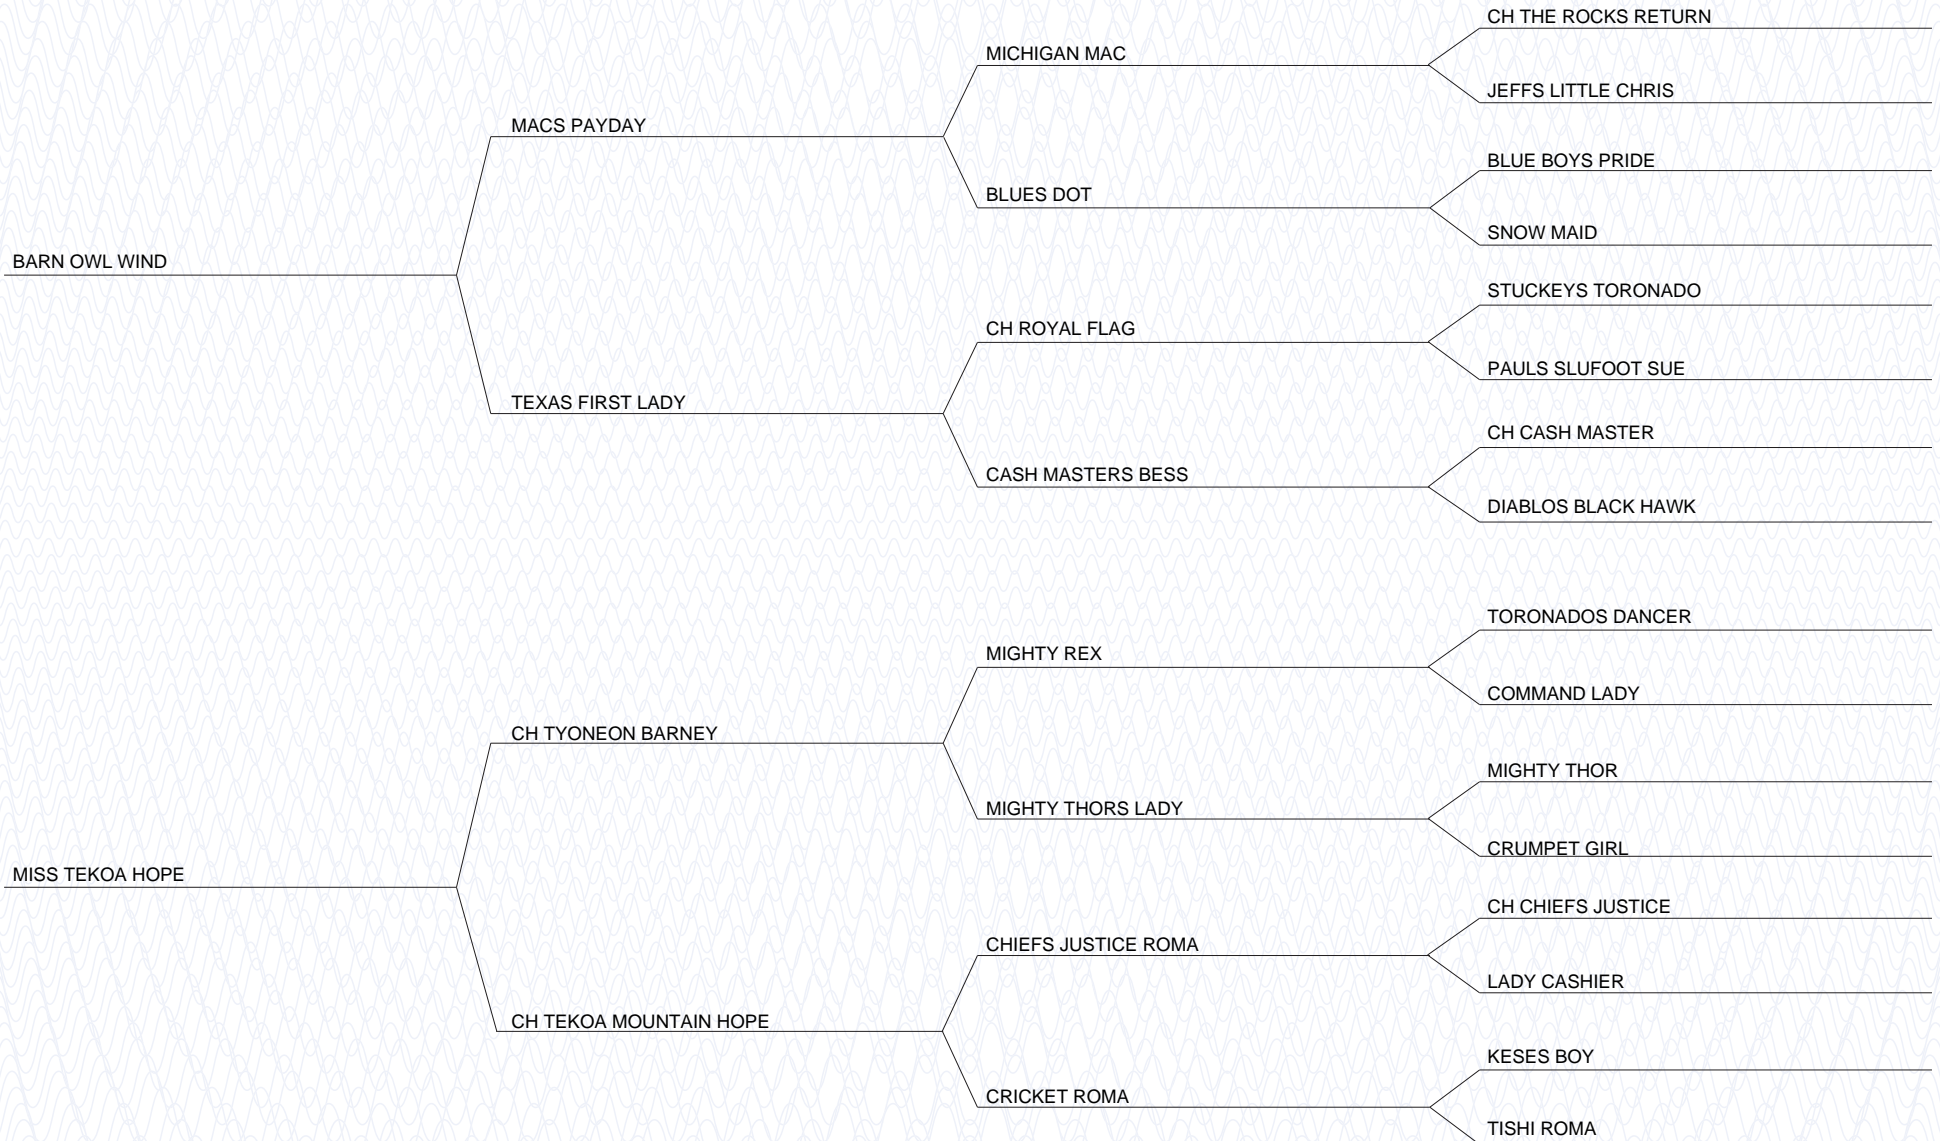 CH THE ROCKS RETURN
MICHIGAN MAC
JEFFS LITTLE CHRIS
MACS PAYDAY
BLUE BOYS PRIDE
BLUES DOT
SNOW MAID
BARN OWL WIND
STUCKEYS TORONADO
CH ROYAL FLAG
PAULS SLUFOOT SUE
TEXAS FIRST LADY
CH CASH MASTER
CASH MASTERS BESS
DIABLOS BLACK HAWK
TORONADOS DANCER
MIGHTY REX
COMMAND LADY
CH TYONEON BARNEY
MIGHTY THOR
MIGHTY THORS LADY
CRUMPET GIRL
MISS TEKOA HOPE
CH CHIEFS JUSTICE
CHIEFS JUSTICE ROMA
LADY CASHIER
CH TEKOA MOUNTAIN HOPE
KESES BOY
CRICKET ROMA
TISHI ROMA